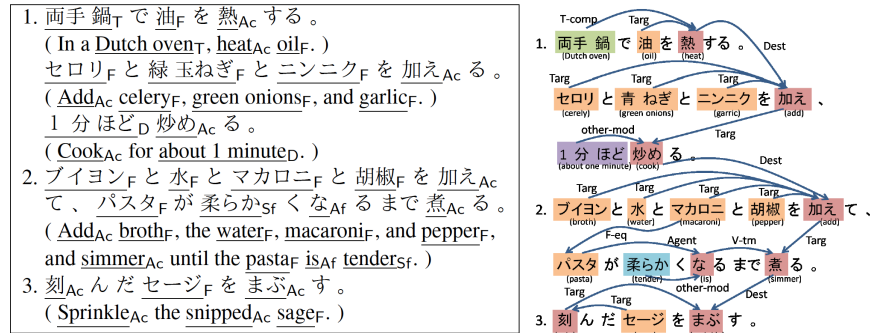 1. 両手 鍋T で 油F を 熱Ac する 。
( In a Dutch ovenT, heatAc oilF. )
セロリF と 緑 玉ねぎF と ニンニクF を 加えAc る 。
( AddAc celeryF, green onionsF, and garlicF. )
１ 分 ほどD 炒めAc る 。
( CookAc for about 1 minuteD. )
2. ブイヨンF と 水F と マカロニF と 胡椒F を 加えAc
て 、 パスタF が 柔らかSf く なAf る まで 煮Ac る 。
( AddAc brothF, the waterF, macaroniF, and pepperF,
and simmerAc until the pastaF isAf tenderSf. )
3. 刻Ac ん だ セージF を まぶAc す 。
( SprinkleAc the snippedAc sageF. )
T-comp Targ
1. 両手 鍋 で 油 を 熱 する 。 Dest
(Dutch oven) (oil) (heat)
Targ Targ Targ
セロリ と 青 ねぎ と ニンニク を 加え 、
(cerely) (green onions) (garric) (add)
other-mod Targ
１ 分 ほど 炒め る 。 Dest
(about one minute) (cook)
Targ Targ Targ Targ
2. ブイヨン と 水 と マカロニ と 胡椒 を 加え て 、
(broth) (water) (macaroni) (pepper) (add)
F-eq Agent V-tm Targ
パスタ が 柔らか く な る まで 煮 る 。
(pasta) (tender) (is) (simmer)
Targ Targ other-mod Dest
3. 刻 ん だ セージ を まぶ す 。